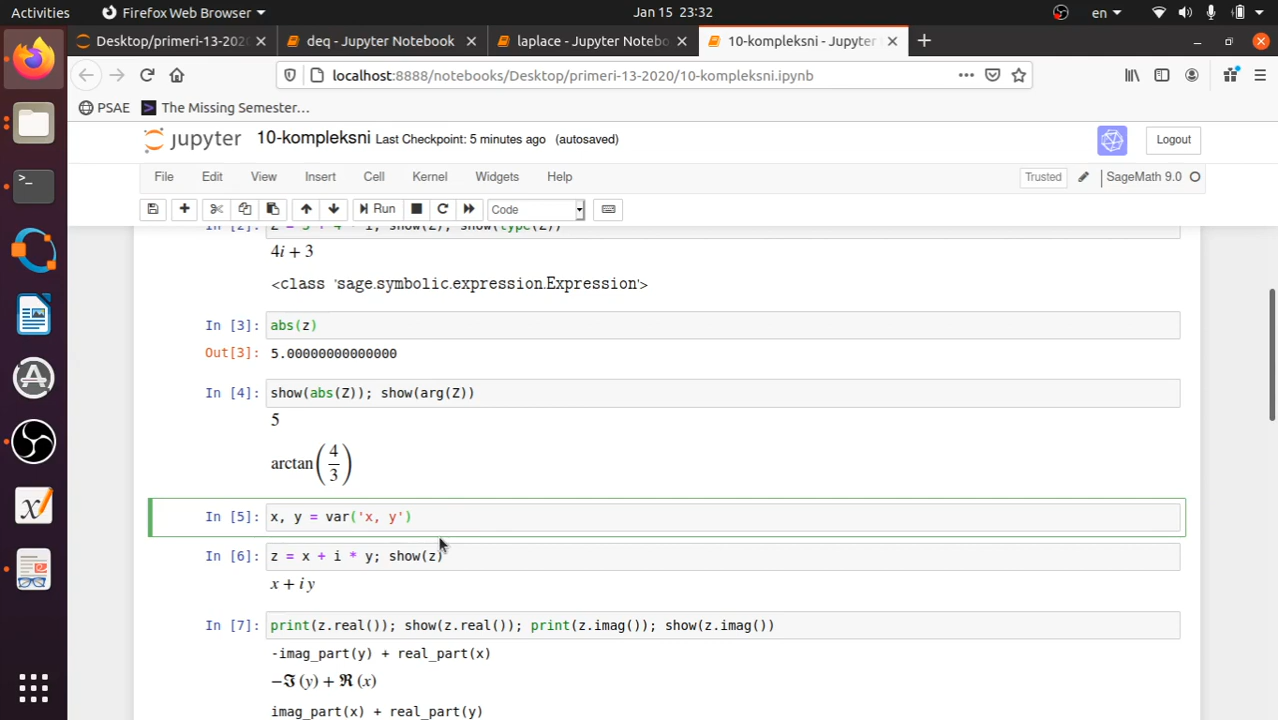 Activities
Firefox Web Browser
Jan 15 23:32
en
Desktop/primeri-13-202
deq - Jupyter Notebook
laplace - Jupyter Notebo
10-kompleksni - Jupyter
localhost:8888/notebooks/Desktop/primeri-13-2020/10-kompleksni.ipynb
PSAE
The Missing Semester…
jupyter 10-kompleksni Last Checkpoint: 5 minutes ago (autosaved)
Logout
File Edit View Insert Cell Kernel Widgets Help
Trusted
SageMath 9.0
Run
Code
4i + 3
<class 'sage.symbolic.expression.Expression'>
In [3]: abs(z)
Out[3]: 5.00000000000000
In [4]: show(abs(Z)); show(arg(Z))
5
arctan(4/3)
In [5]: x, y = var('x, y')
In [6]: z = x + i * y; show(z)
x + i y
In [7]: print(z.real()); show(z.real()); print(z.imag()); show(z.imag())
-imag_part(y) + real_part(x)
−ℑ (y) + ℜ (x)
imag_part(x) + real_part(y)